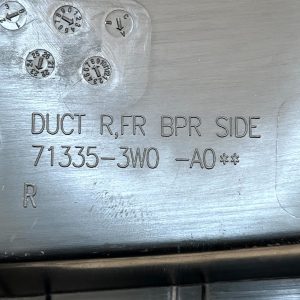 DUCT R,FR BPR SIDE
71335-3W0 -A0**
R